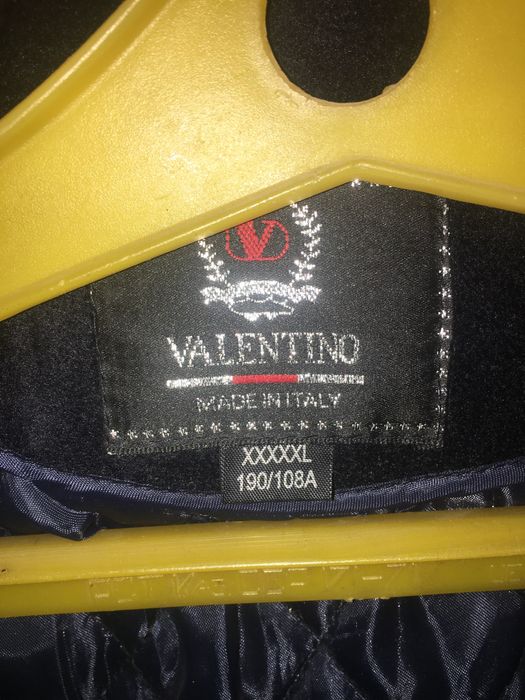 V
VALENTINO
MADE IN ITALY
XXXXXL
190/108A